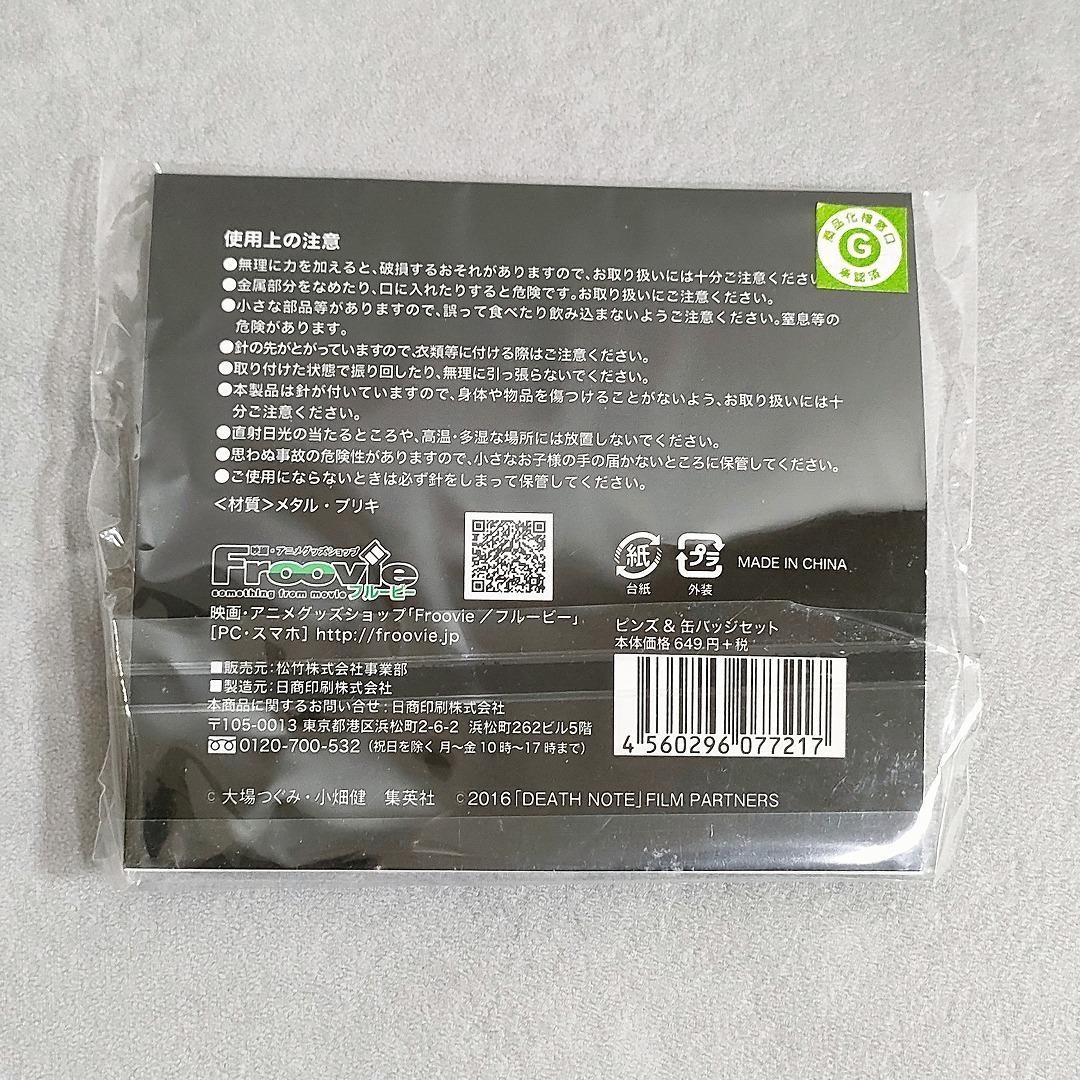 使用上の注意
●無理に力を加えると、破損するおそれがありますので、お取り扱いには十分ご注意ください
●金属部分をなめたり、口に入れたりすると危険です。お取り扱いにご注意ください。
●小さな部品等がありますので、誤って食べたり飲み込まないようご注意ください。窒息等の
危険があります。
●針の先がとがっていますので、衣類等に付ける際はご注意ください。
●取り付けた状態で振り回したり、無理に引っ張らないでください。
●本製品は針が付いていますので、身体や物品を傷つけることがないよう、お取り扱いには十
分ご注意ください。
●直射日光の当たるところや、高温・多湿な場所には放置しないでください。
●思わぬ事故の危険性がありますので、小さなお子様の手の届かないところに保管してください。
●ご使用にならないときは必ず針をしまって保管してください。
<材質>メタル・ブリキ
製品化権窓口
G
承認済
映画・アニメグッズショップ
Froovie
something from movie フルービー
映画・アニメグッズショップ「Froovie／フルービー」
[PC・スマホ] http://froovie.jp
紙
台紙
プラ
外装
MADE IN CHINA
ピンズ & 缶バッジセット
本体価格 649円+税
4 560296 077217
■販売元：松竹株式会社事業部
■製造元：日商印刷株式会社
本商品に関するお問い合せ：日商印刷株式会社
〒105-0013 東京都港区浜松町2-6-2 浜松町262ビル5階
0120-700-532（祝日を除く 月〜金 10時〜17時まで）
© 大場つぐみ・小畑健 集英社 © 2016「DEATH NOTE」FILM PARTNERS